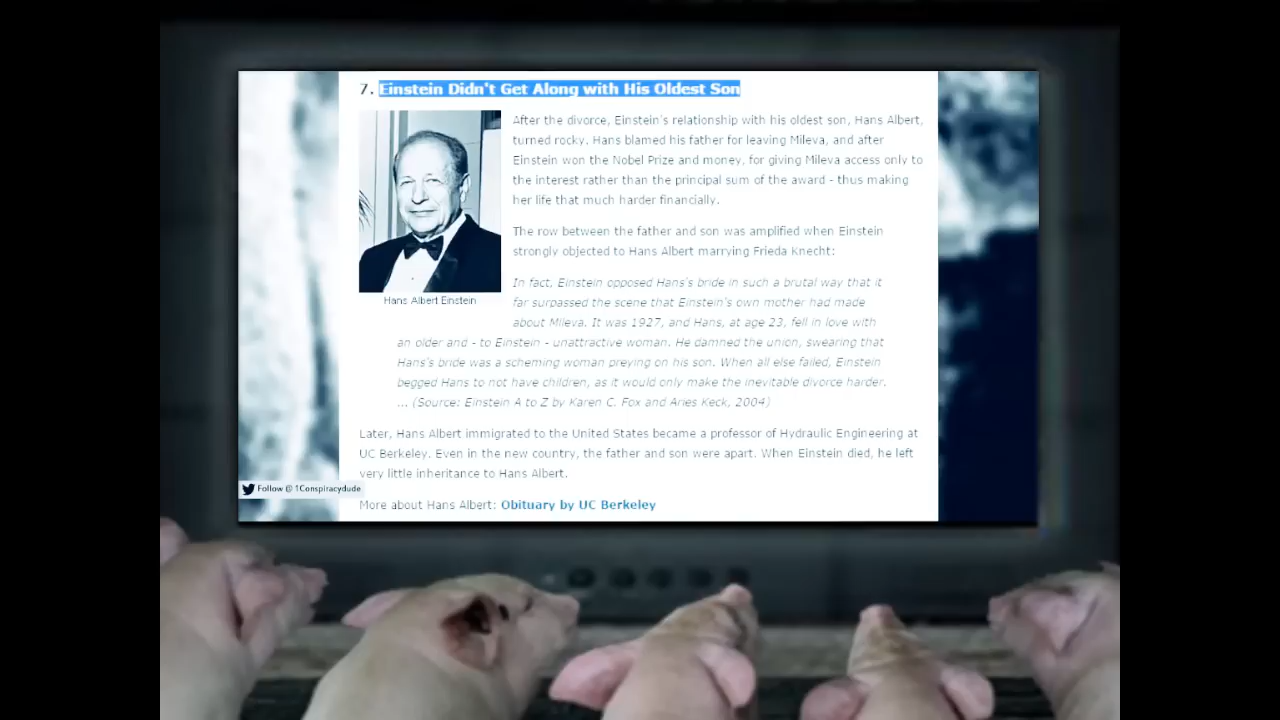 7. Einstein Didn't Get Along with His Oldest Son
After the divorce, Einstein's relationship with his oldest son, Hans Albert,
turned rocky. Hans blamed his father for leaving Mileva, and after
Einstein won the Nobel Prize and money, for giving Mileva access only to
the interest rather than the principal sum of the award - thus making
her life that much harder financially.
The row between the father and son was amplified when Einstein
strongly objected to Hans Albert marrying Frieda Knecht:
Hans Albert Einstein
In fact, Einstein opposed Hans's bride in such a brutal way that it
far surpassed the scene that Einstein's own mother had made
about Mileva. It was 1927, and Hans, at age 23, fell in love with
an older and - to Einstein - unattractive woman. He damned the union, swearing that
Hans's bride was a scheming woman preying on his son. When all else failed, Einstein
begged Hans to not have children, as it would only make the inevitable divorce harder.
... (Source: Einstein A to Z by Karen C. Fox and Aries Keck, 2004)
Later, Hans Albert immigrated to the United States became a professor of Hydraulic Engineering at
UC Berkeley. Even in the new country, the father and son were apart. When Einstein died, he left
very little inheritance to Hans Albert.
Follow @ 1Conspiracydude
More about Hans Albert: Obituary by UC Berkeley